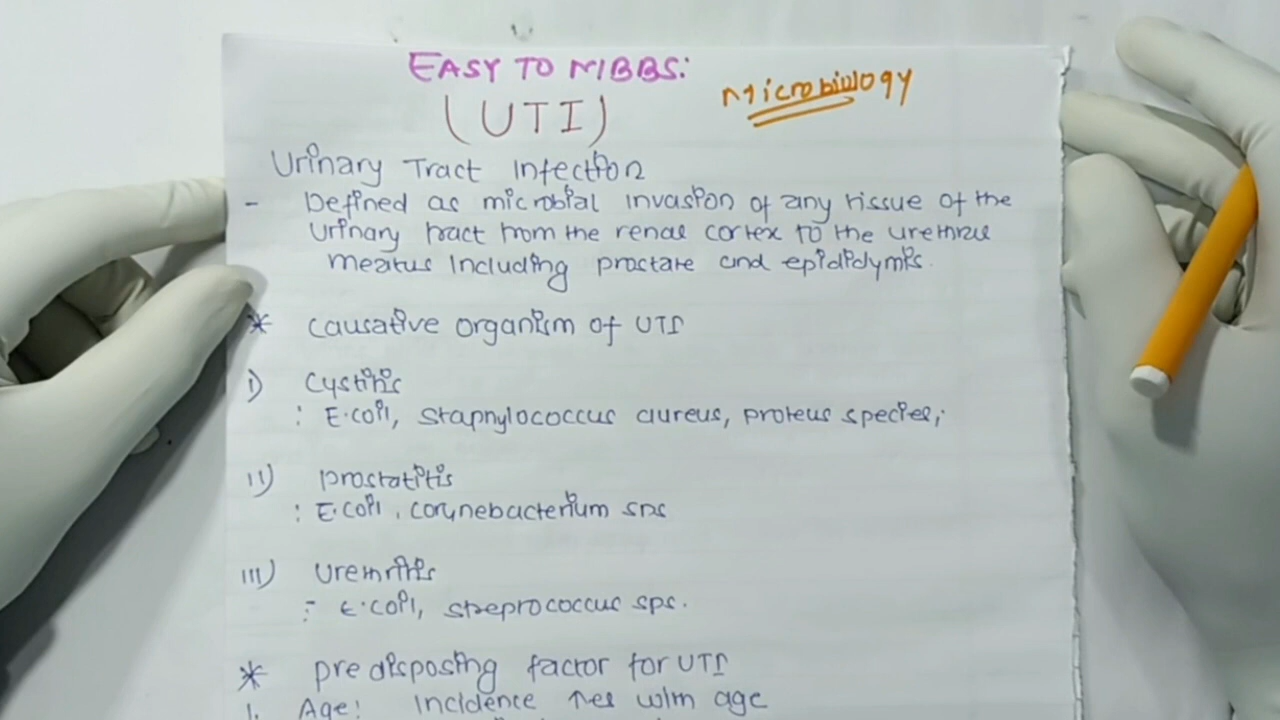 EASY TO MBBS:
Microbiology
(UTI)
Urinary Tract Infection
- Defined as microbial invasion of any tissue of the
urinary tract from the renal cortex to the urethral
meatus including prostate and epididymis.
* causative organism of UTI
i) Cystitis
: E.coli, Staphylococcus aureus, proteus species,
ii) prostatitis
: E.coli, corynebacterium sps
iii) Urethritis
: E.coli, streptococcus sps.
* predisposing factor for UTI
1. Age: Incidence ↑es with age